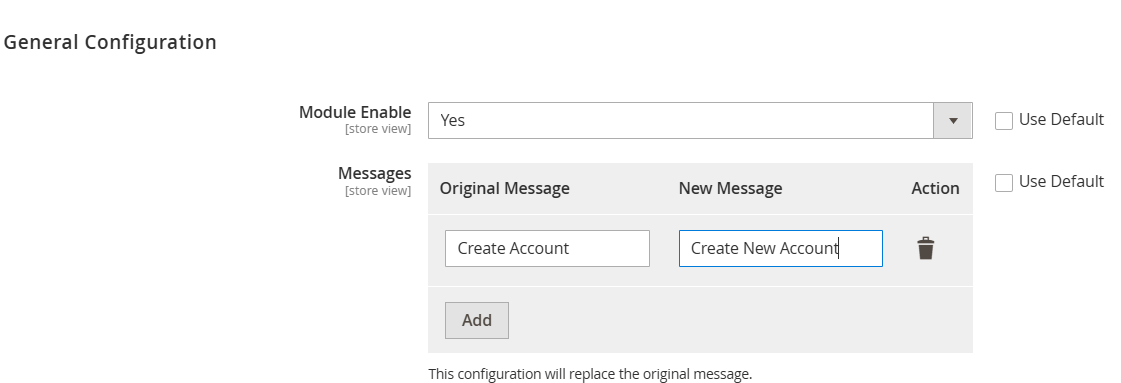 General Configuration
Module Enable
[store view]
Yes
Use Default
Messages
[store view]
Original Message New Message Action
Use Default
Create Account Create New Account
Add
This configuration will replace the original message.